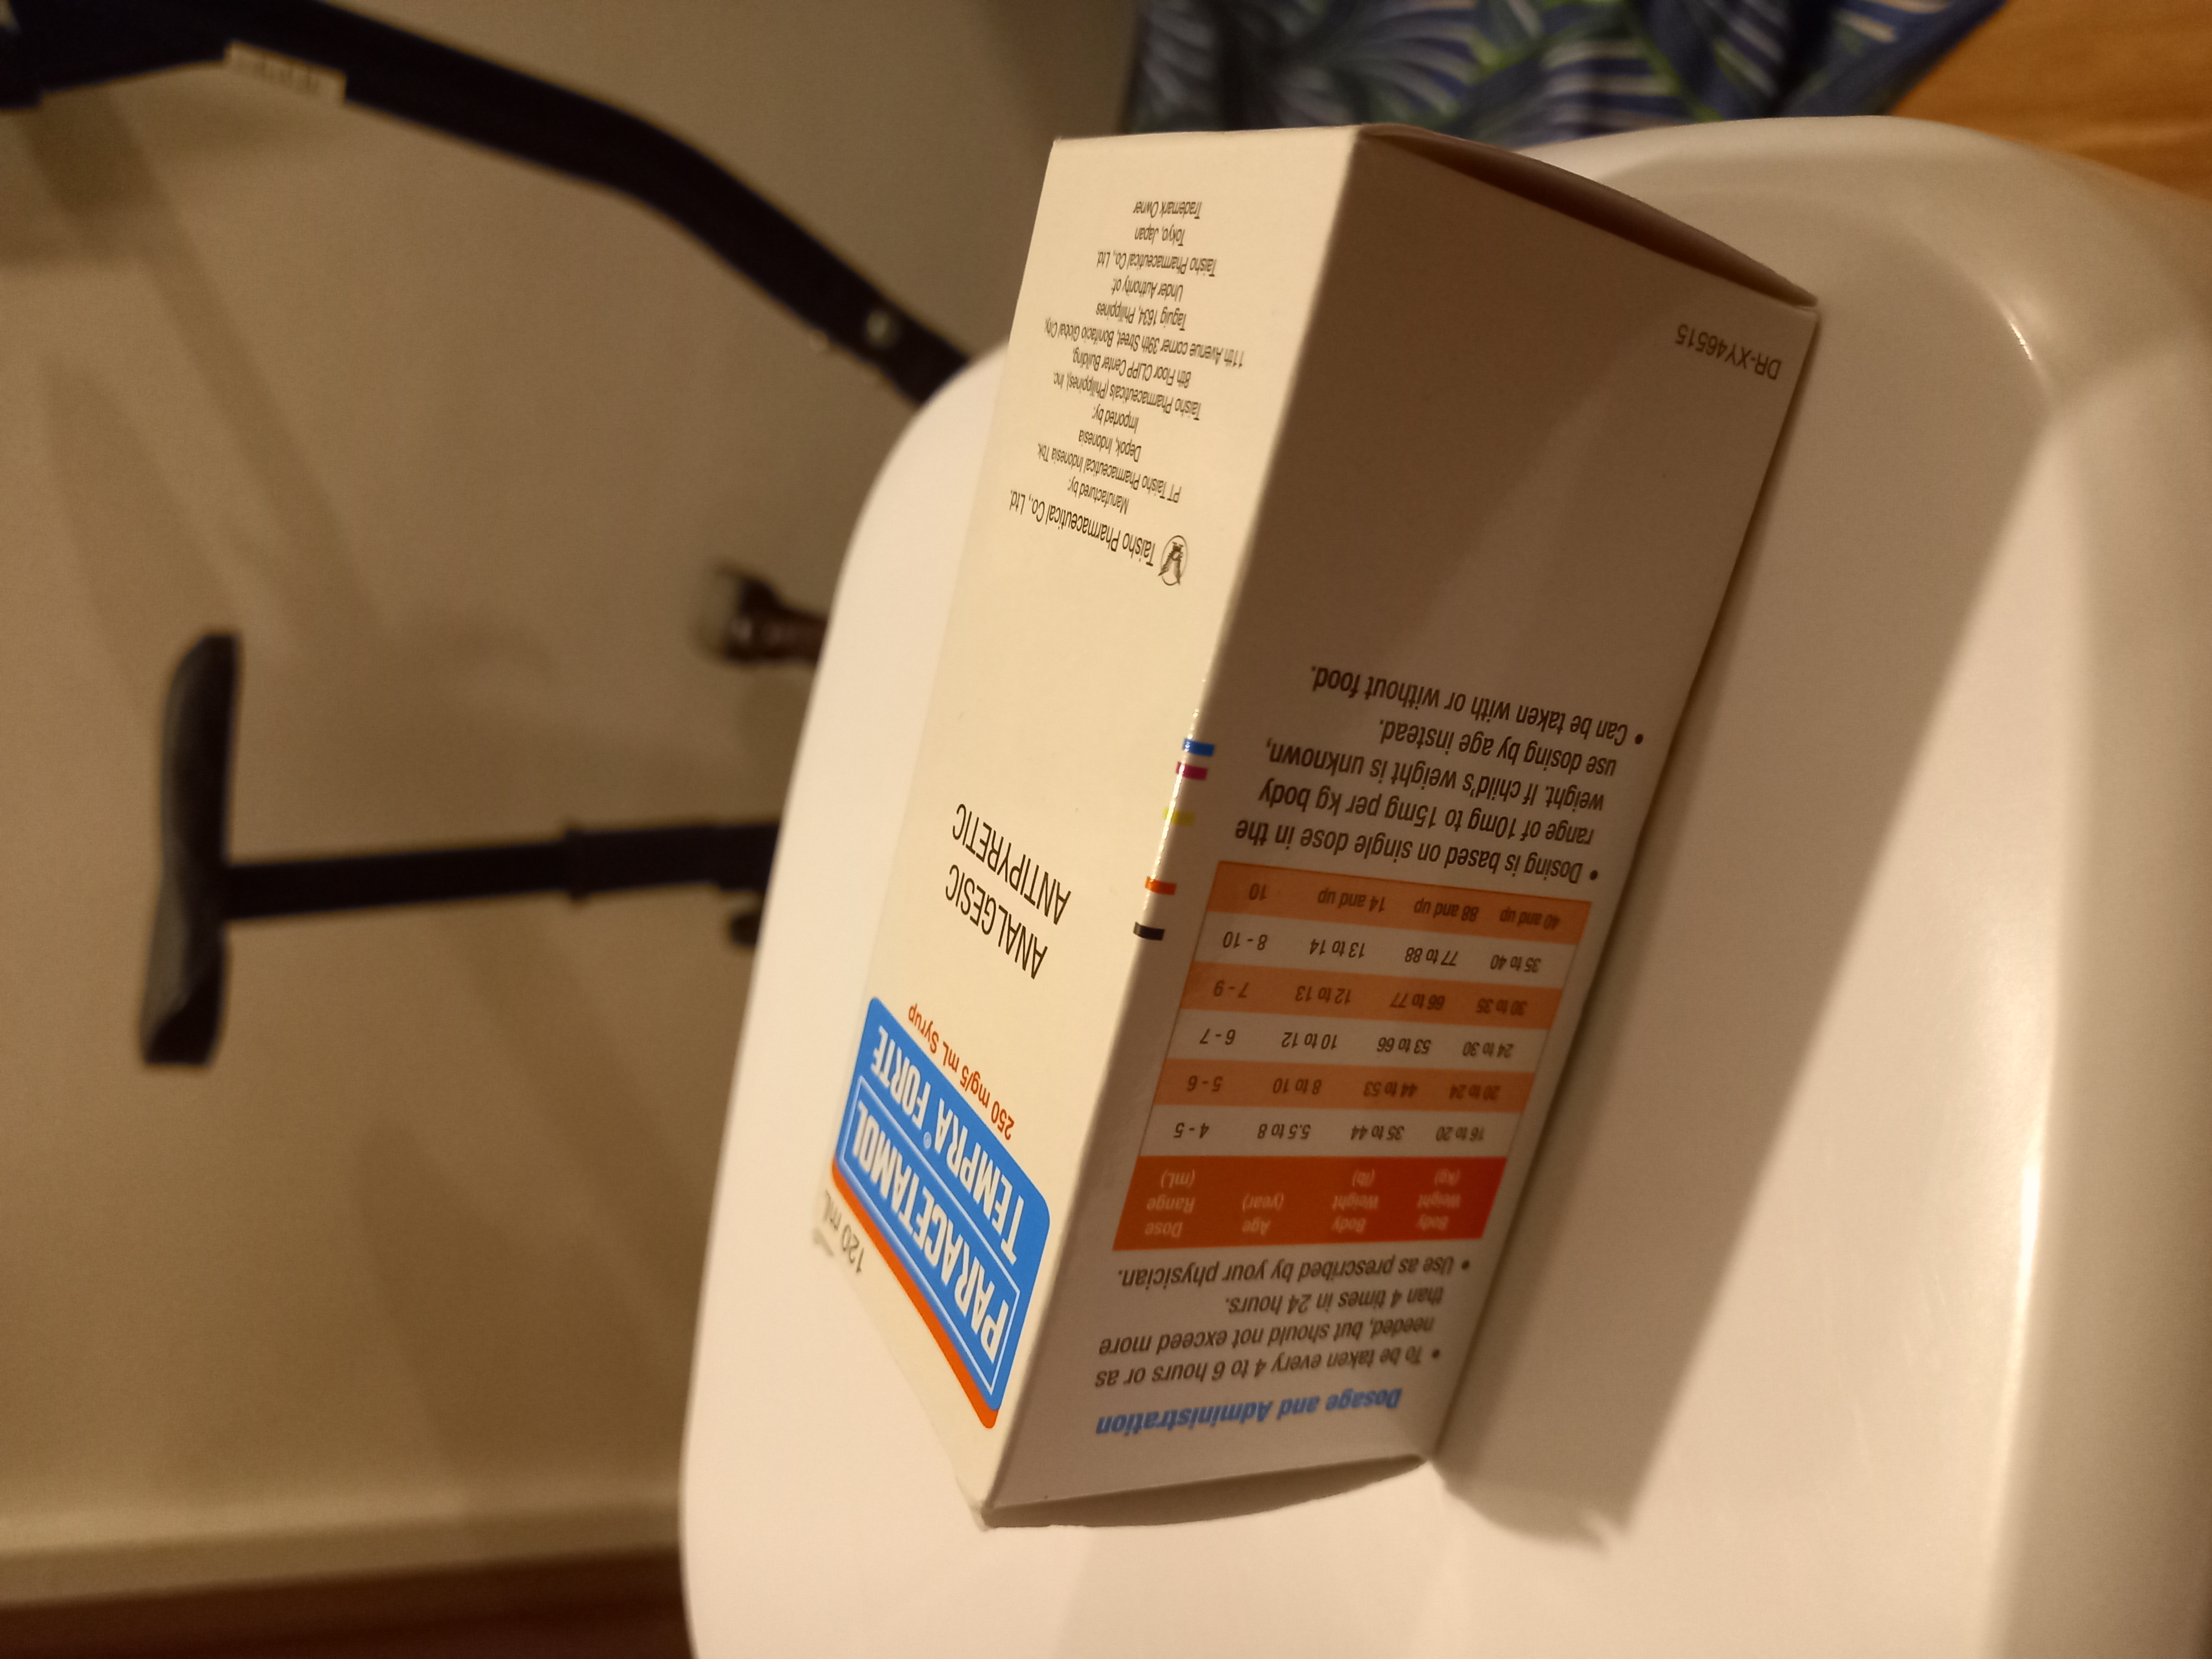 120 mL
PARACETAMOL
TEMPRA® FORTE
250 mg/5 mL Syrup
ANALGESIC
ANTIPYRETIC
Taisho Pharmaceutical Co., Ltd.
Manufactured by:
PT Taisho Pharmaceutical Indonesia Tbk.
Depok, Indonesia
Imported by:
Taisho Pharmaceuticals (Philippines), Inc.
8th Floor CLIPP Center Building,
11th Avenue corner 39th Street, Bonifacio Global City,
Taguig 1634, Philippines
Under Authority of:
Taisho Pharmaceutical Co., Ltd.
Tokyo, Japan
Trademark Owner
Dosage and Administration
• To be taken every 4 to 6 hours or as
needed, but should not exceed more
than 4 times in 24 hours.
• Use as prescribed by your physician.
Body Weight (kg) Body Weight (lb) Age (year) Dose Range (mL)
16 to 20 35 to 44 5.5 to 8 4 - 5
20 to 24 44 to 53 8 to 10 5 - 6
24 to 30 53 to 66 10 to 12 6 - 7
30 to 35 66 to 77 12 to 13 7 - 9
35 to 40 77 to 88 13 to 14 8 - 10
40 and up 88 and up 14 and up 10
• Dosing is based on single dose in the
range of 10mg to 15mg per kg body
weight. If child's weight is unknown,
use dosing by age instead.
• Can be taken with or without food.
DR-XY46515